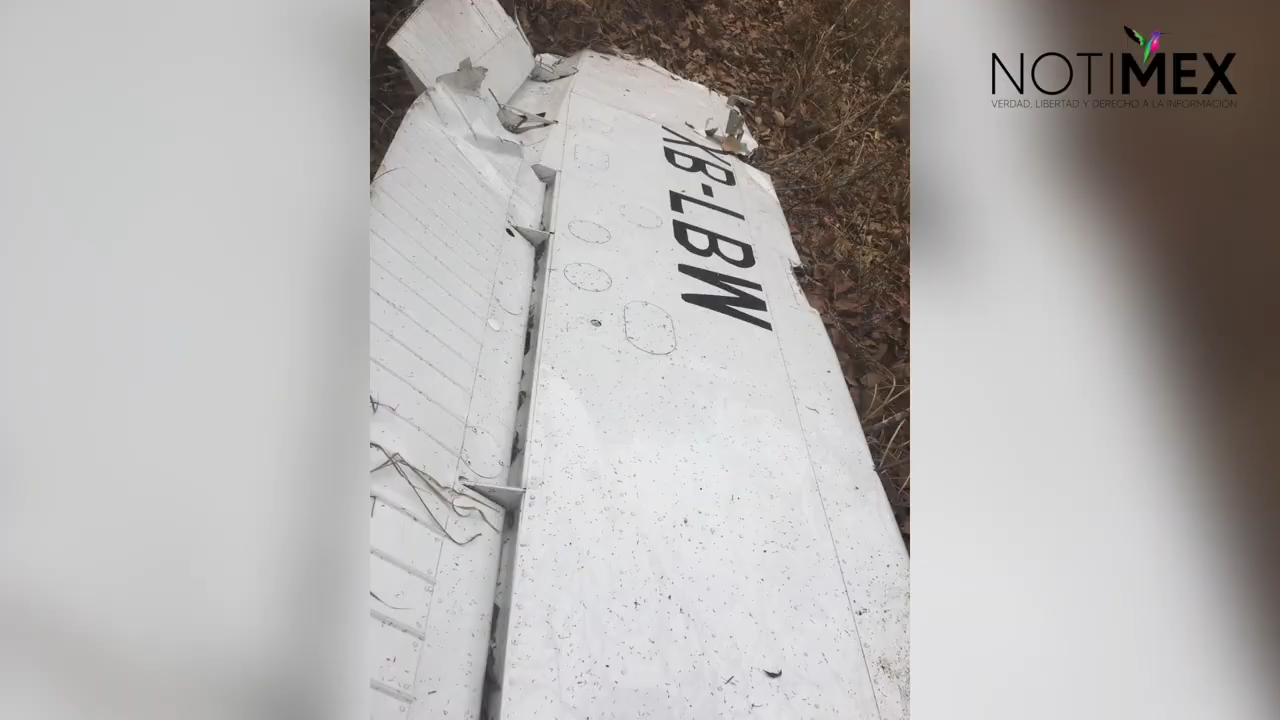 NOTIMEX
VERDAD, LIBERTAD Y DERECHO A LA INFORMACIÓN
XB-LBW